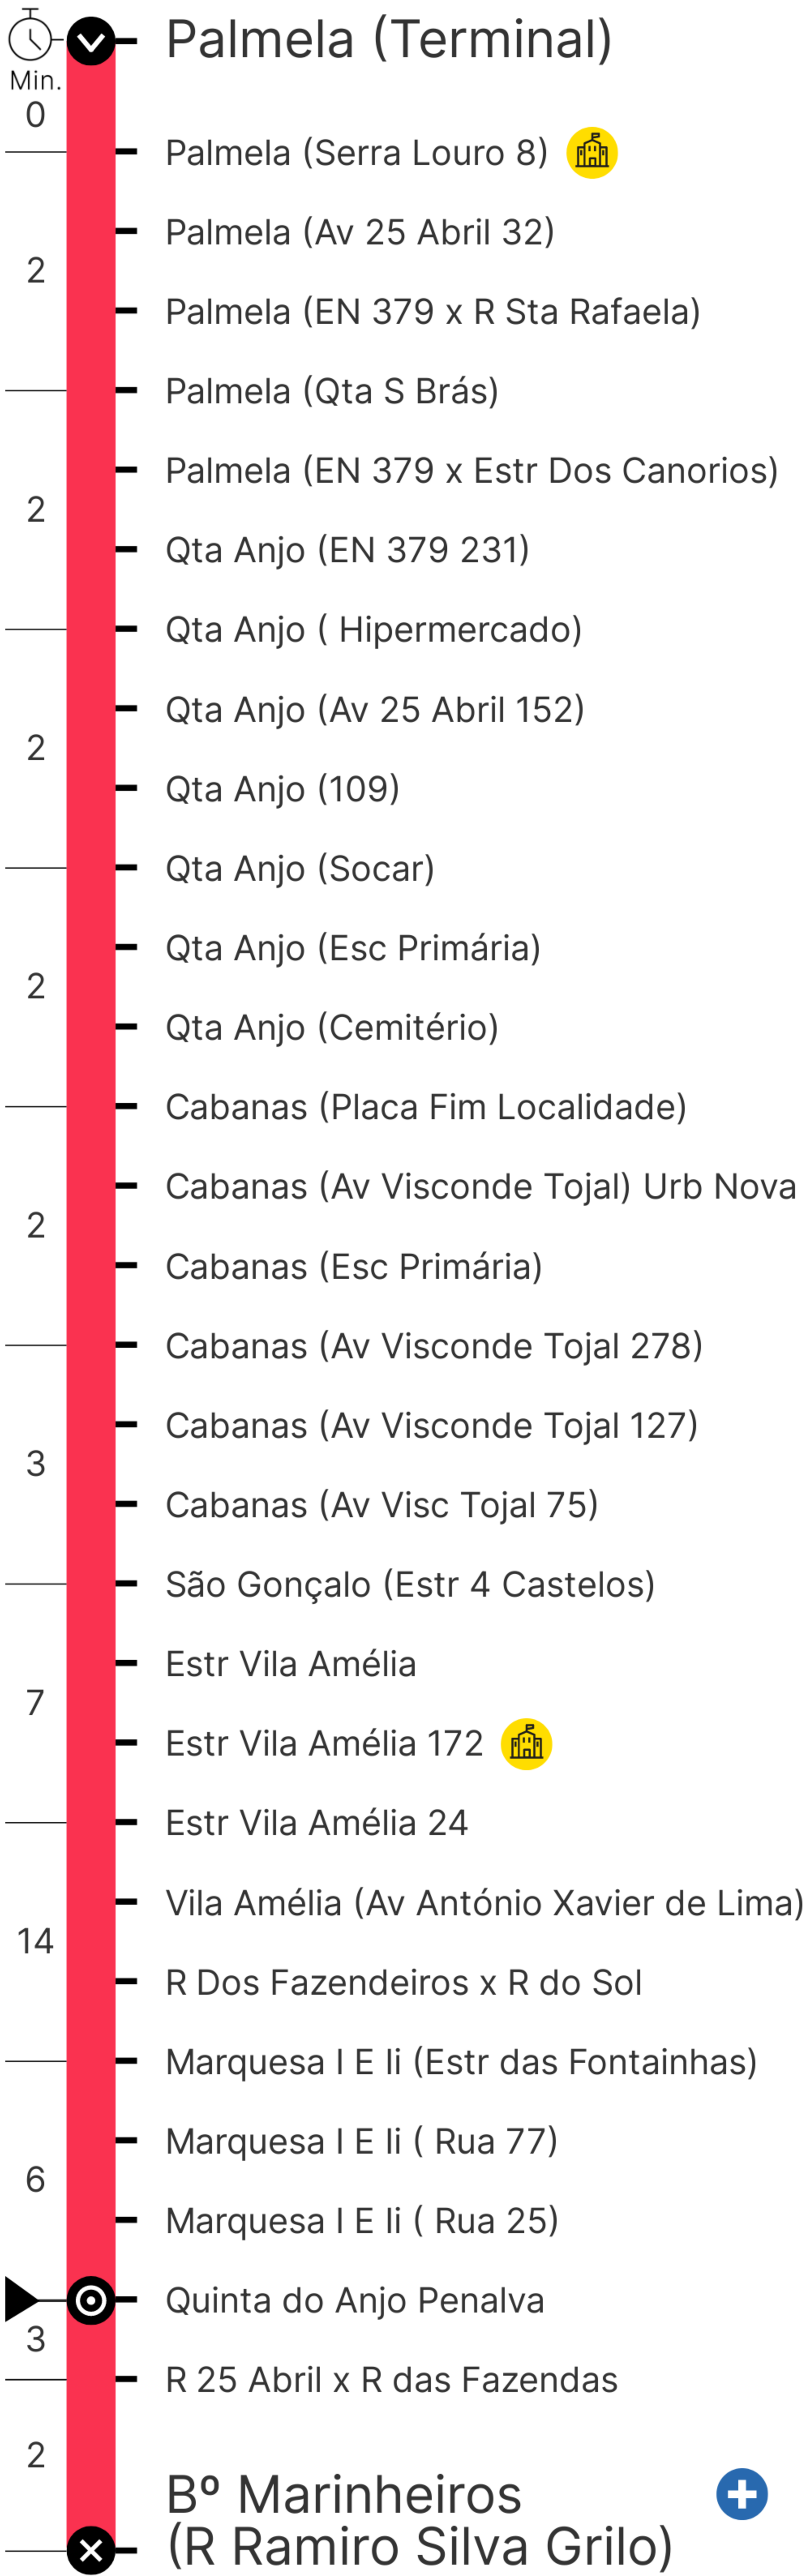 Palmela (Terminal)
Min.
0
Palmela (Serra Louro 8)
Palmela (Av 25 Abril 32)
2
Palmela (EN 379 x R Sta Rafaela)
Palmela (Qta S Brás)
Palmela (EN 379 x Estr Dos Canorios)
2
Qta Anjo (EN 379 231)
Qta Anjo ( Hipermercado)
Qta Anjo (Av 25 Abril 152)
2
Qta Anjo (109)
Qta Anjo (Socar)
Qta Anjo (Esc Primária)
2
Qta Anjo (Cemitério)
Cabanas (Placa Fim Localidade)
Cabanas (Av Visconde Tojal) Urb Nova
2
Cabanas (Esc Primária)
Cabanas (Av Visconde Tojal 278)
Cabanas (Av Visconde Tojal 127)
3
Cabanas (Av Visc Tojal 75)
São Gonçalo (Estr 4 Castelos)
Estr Vila Amélia
7
Estr Vila Amélia 172
Estr Vila Amélia 24
Vila Amélia (Av António Xavier de Lima)
14
R Dos Fazendeiros x R do Sol
Marquesa I E Ii (Estr das Fontainhas)
Marquesa I E Ii ( Rua 77)
6
Marquesa I E Ii ( Rua 25)
Quinta do Anjo Penalva
3
R 25 Abril x R das Fazendas
2
Bº Marinheiros
(R Ramiro Silva Grilo)